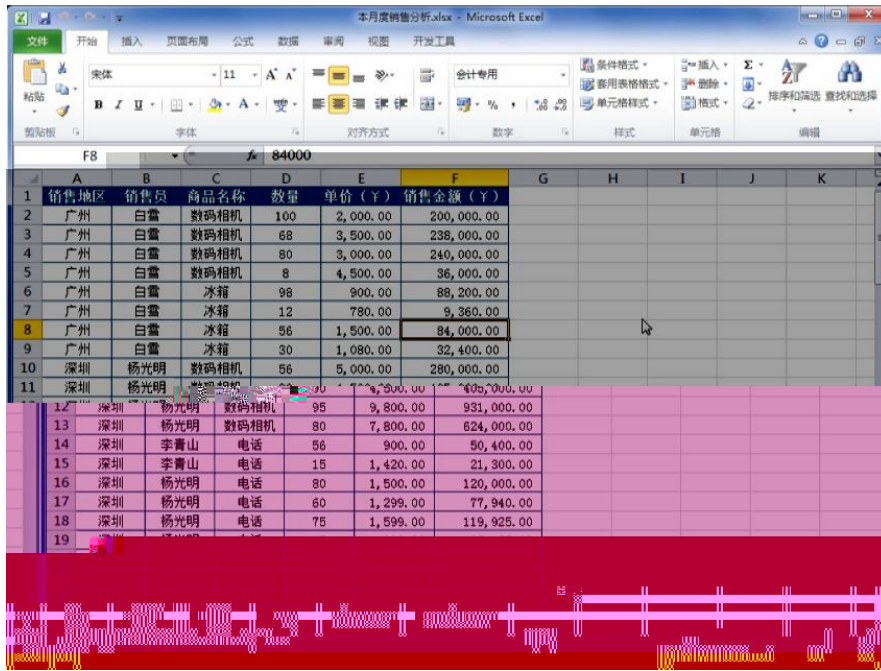 本月度销售分析.xlsx - Microsoft Excel
文件 开始 插入 页面布局 公式 数据 审阅 视图 开发工具
宋体 11 会计专用 条件格式 插入 Σ
粘贴 B I U A % , 套用表格格式 删除 排序和筛选 查找和选择
单元格样式 格式
剪贴板 字体 对齐方式 数字 样式 单元格 编辑
F8 fx 84000
A B C D E F G H I J K
1 销售地区 销售员 商品名称 数量 单价（￥） 销售金额（￥）
2 广州 白雪 数码相机 100 2,000.00 200,000.00
3 广州 白雪 数码相机 68 3,500.00 238,000.00
4 广州 白雪 数码相机 80 3,000.00 240,000.00
5 广州 白雪 数码相机 8 4,500.00 36,000.00
6 广州 白雪 冰箱 98 900.00 88,200.00
7 广州 白雪 冰箱 12 780.00 9,360.00
8 广州 白雪 冰箱 56 1,500.00 84,000.00
9 广州 白雪 冰箱 30 1,080.00 32,400.00
10 深圳 杨光明 数码相机 56 5,000.00 280,000.00
11 深圳 杨光明
12 深圳 杨光明 数码相机 95 9,800.00 931,000.00
13 深圳 杨光明 数码相机 80 7,800.00 624,000.00
14 深圳 李青山 电话 56 900.00 50,400.00
15 深圳 李青山 电话 15 1,420.00 21,300.00
16 深圳 杨光明 电话 80 1,500.00 120,000.00
17 深圳 杨光明 电话 60 1,299.00 77,940.00
18 深圳 杨光明 电话 75 1,599.00 119,925.00
19